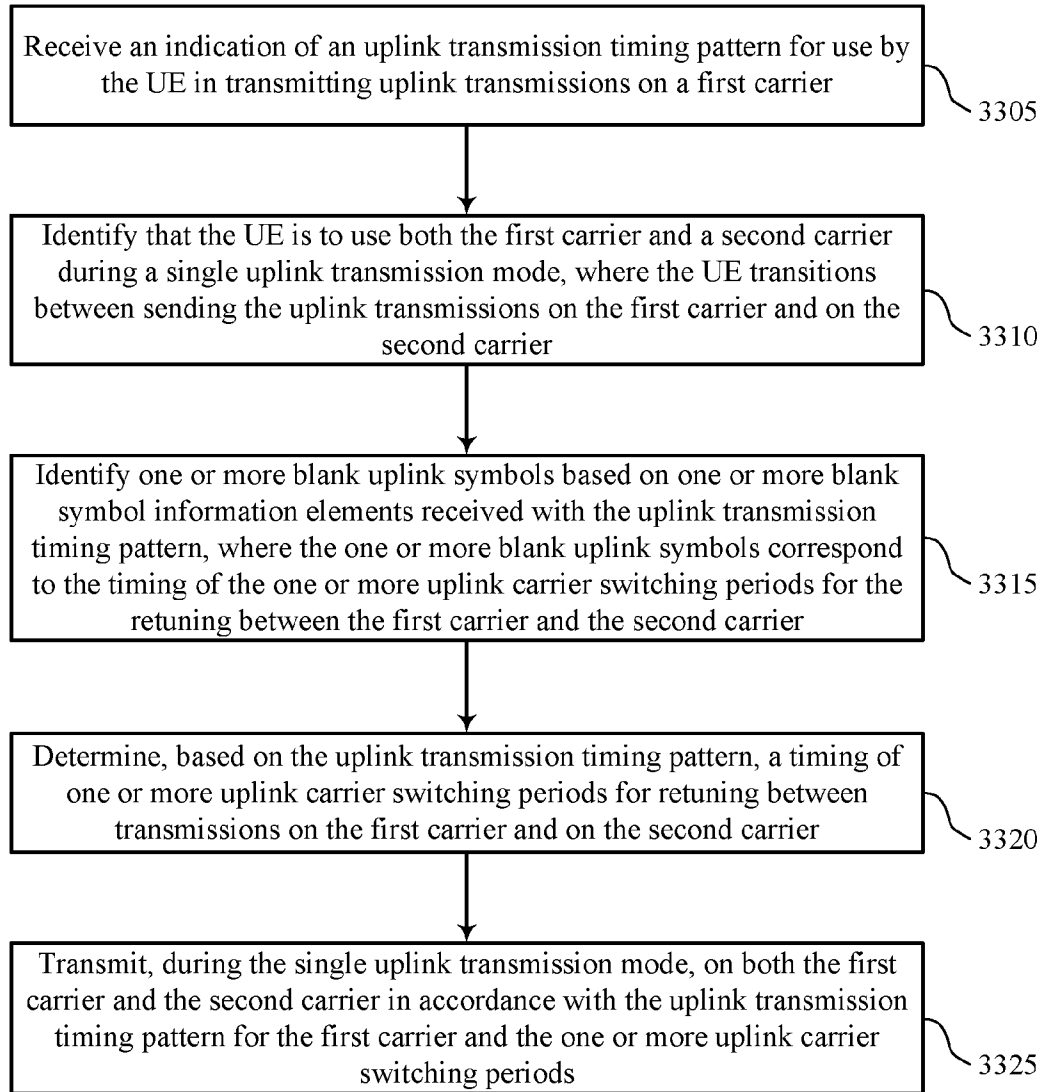 Receive an indication of an uplink transmission timing pattern for use by
the UE in transmitting uplink transmissions on a first carrier
3305
Identify that the UE is to use both the first carrier and a second carrier
during a single uplink transmission mode, where the UE transitions
between sending the uplink transmissions on the first carrier and on the
second carrier
3310
Identify one or more blank uplink symbols based on one or more blank
symbol information elements received with the uplink transmission
timing pattern, where the one or more blank uplink symbols correspond
to the timing of the one or more uplink carrier switching periods for the
retuning between the first carrier and the second carrier
3315
Determine, based on the uplink transmission timing pattern, a timing of
one or more uplink carrier switching periods for retuning between
transmissions on the first carrier and on the second carrier
3320
Transmit, during the single uplink transmission mode, on both the first
carrier and the second carrier in accordance with the uplink transmission
timing pattern for the first carrier and the one or more uplink carrier
switching periods
3325